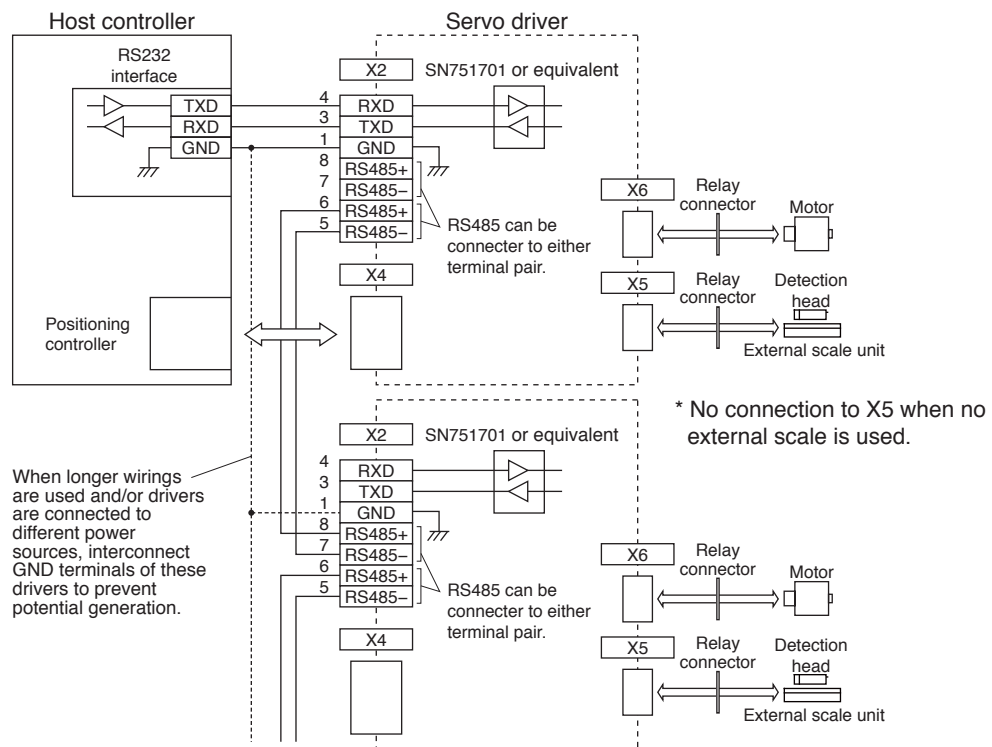 Host controller
Servo driver
RS232
interface
TXD
RXD
GND
X2
SN751701 or equivalent
4
RXD
3
TXD
1
GND
8
RS485+
7
RS485–
6
RS485+
5
RS485–
RS485 can be
connecter to either
terminal pair.
X6
Relay
connector
Motor
X4
X5
Relay
connector
Detection
head
External scale unit
Positioning
controller
* No connection to X5 when no
external scale is used.
When longer wirings
are used and/or drivers
are connected to
different power
sources, interconnect
GND terminals of these
drivers to prevent
potential generation.
X2
SN751701 or equivalent
4
RXD
3
TXD
1
GND
8
RS485+
7
RS485–
6
RS485+
5
RS485–
RS485 can be
connecter to either
terminal pair.
X6
Relay
connector
Motor
X4
X5
Relay
connector
Detection
head
External scale unit